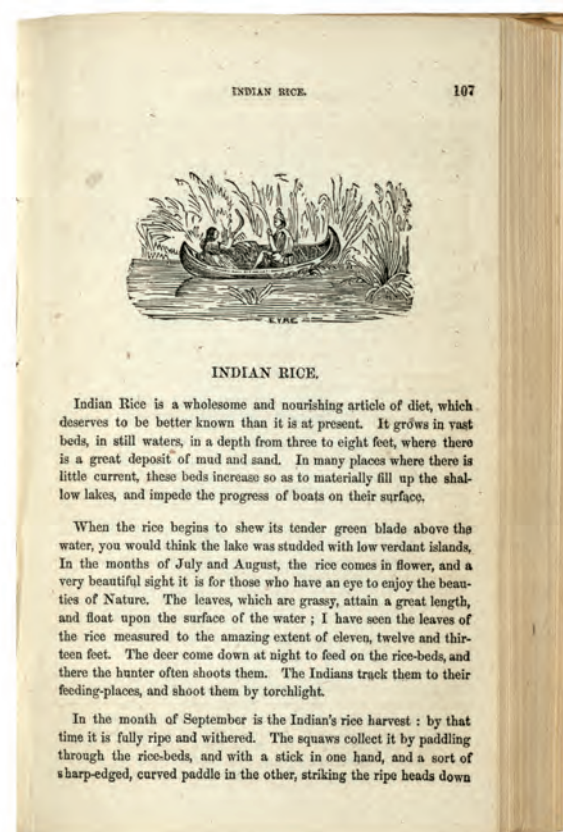 INDIAN RICE. 107
E.Y.R.E.
INDIAN RICE.
Indian Rice is a wholesome and nourishing article of diet, which
deserves to be better known than it is at present. It grows in vast
beds, in still waters, in a depth from three to eight feet, where there
is a great deposit of mud and sand. In many places where there is
little current, these beds increase so as to materially fill up the shal-
low lakes, and impede the progress of boats on their surface.
When the rice begins to shew its tender green blade above the
water, you would think the lake was studded with low verdant islands,
In the months of July and August, the rice comes in flower, and a
very beautiful sight it is for those who have an eye to enjoy the beau-
ties of Nature. The leaves, which are grassy, attain a great length,
and float upon the surface of the water ; I have seen the leaves of
the rice measured to the amazing extent of eleven, twelve and thir-
teen feet. The deer come down at night to feed on the rice-beds, and
there the hunter often shoots them. The Indians track them to their
feeding-places, and shoot them by torchlight.
In the month of September is the Indian's rice harvest : by that
time it is fully ripe and withered. The squaws collect it by paddling
through the rice-beds, and with a stick in one hand, and a sort of
sharp-edged, curved paddle in the other, striking the ripe heads down